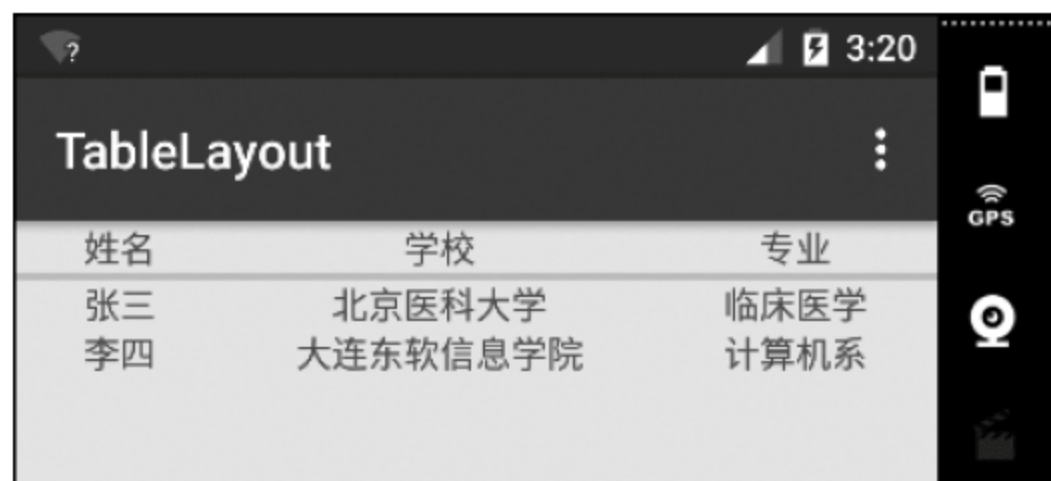 ?
3:20
TableLayout
GPS
姓名 学校 专业
张三 北京医科大学 临床医学
李四 大连东软信息学院 计算机系